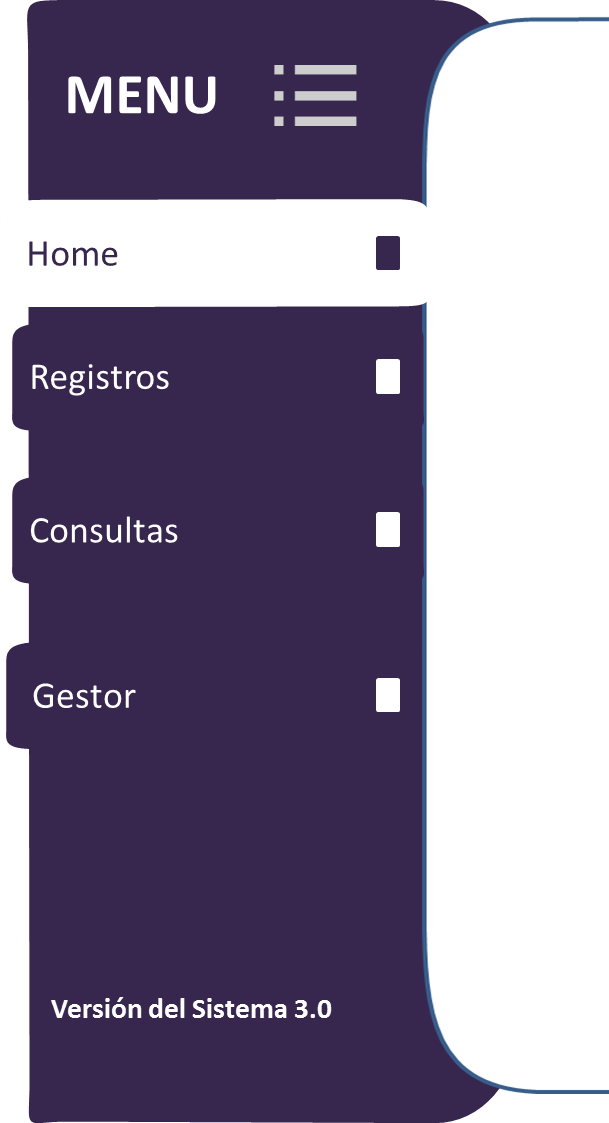 MENU
Home
Registros
Consultas
Gestor
Versión del Sistema 3.0